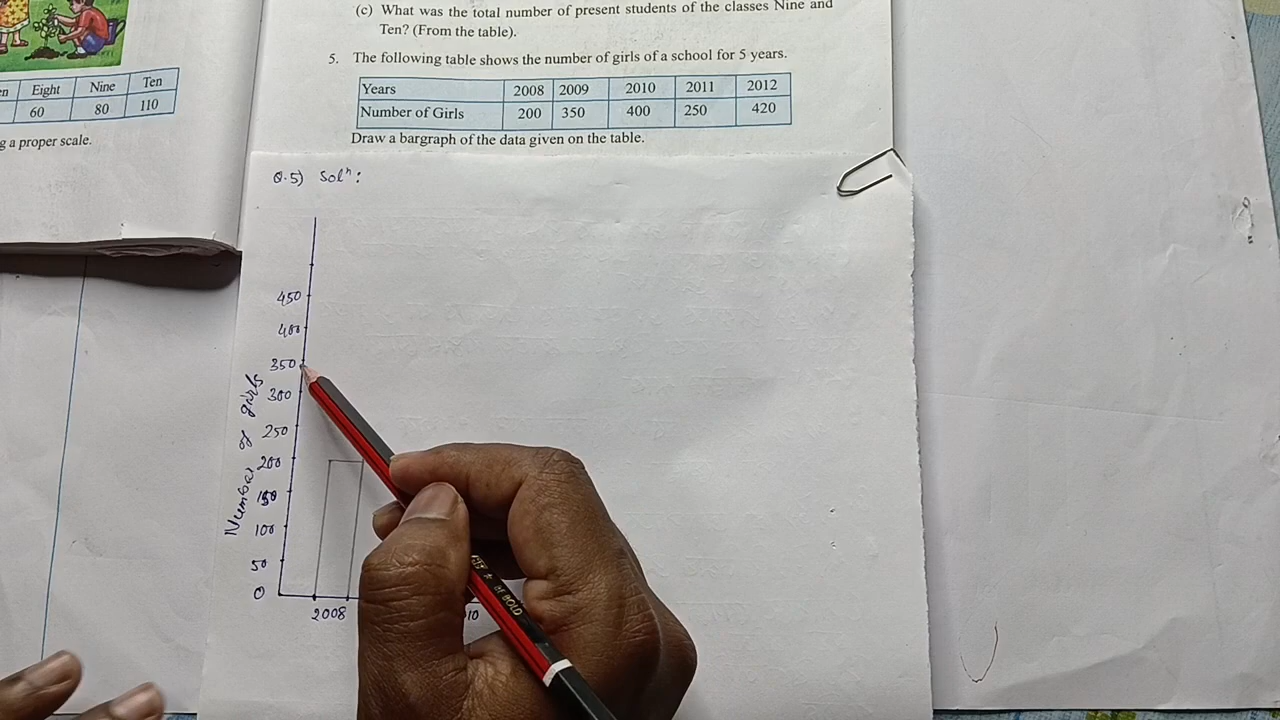 (c) What was the total number of present students of the classes Nine and
Ten? (From the table).
5. The following table shows the number of girls of a school for 5 years.
Years 2008 2009 2010 2011 2012
Number of Girls 200 350 400 250 420
Draw a bargraph of the data given on the table.
en Eight Nine Ten
60 80 110
g a proper scale.
Q.5) Solⁿ:
450
400
350
300
250
200
150
100
50
0
Number of girls
2008
10
BOLD